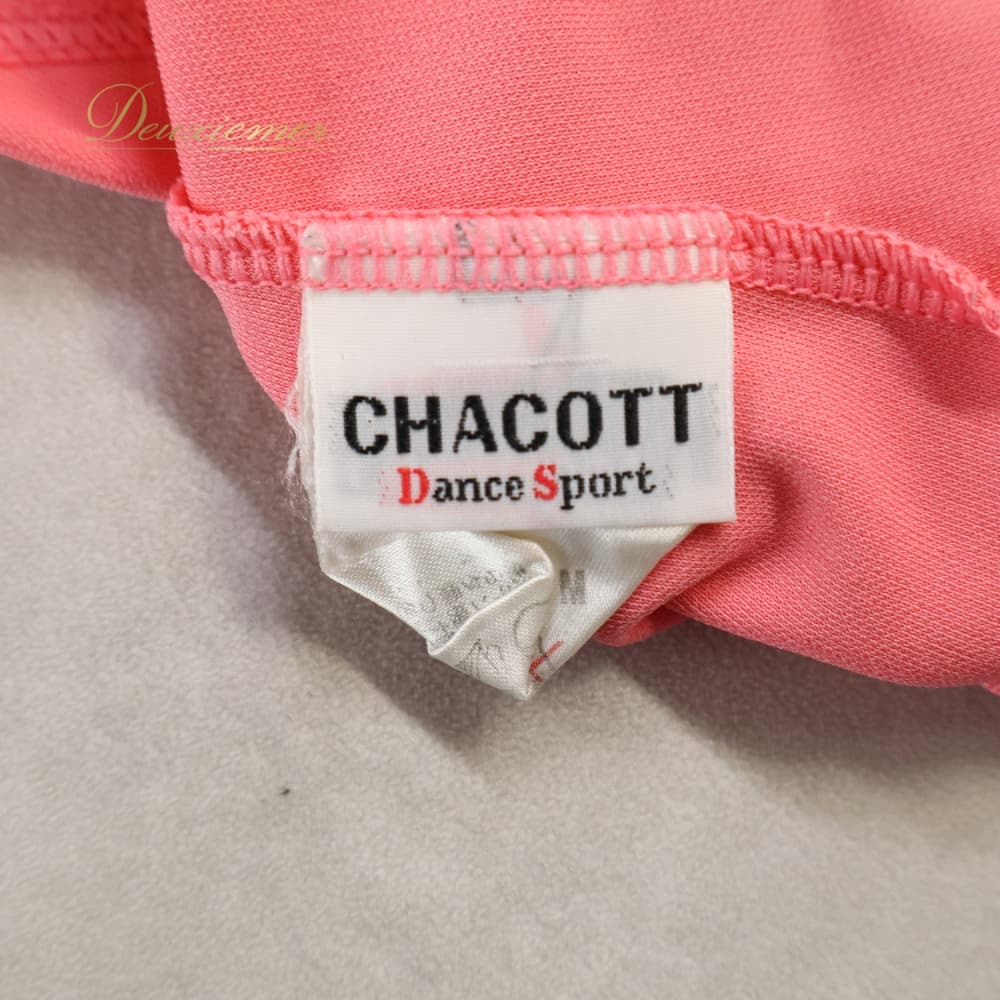 Deuxiemer
CHACOTT
Dance Sport
M